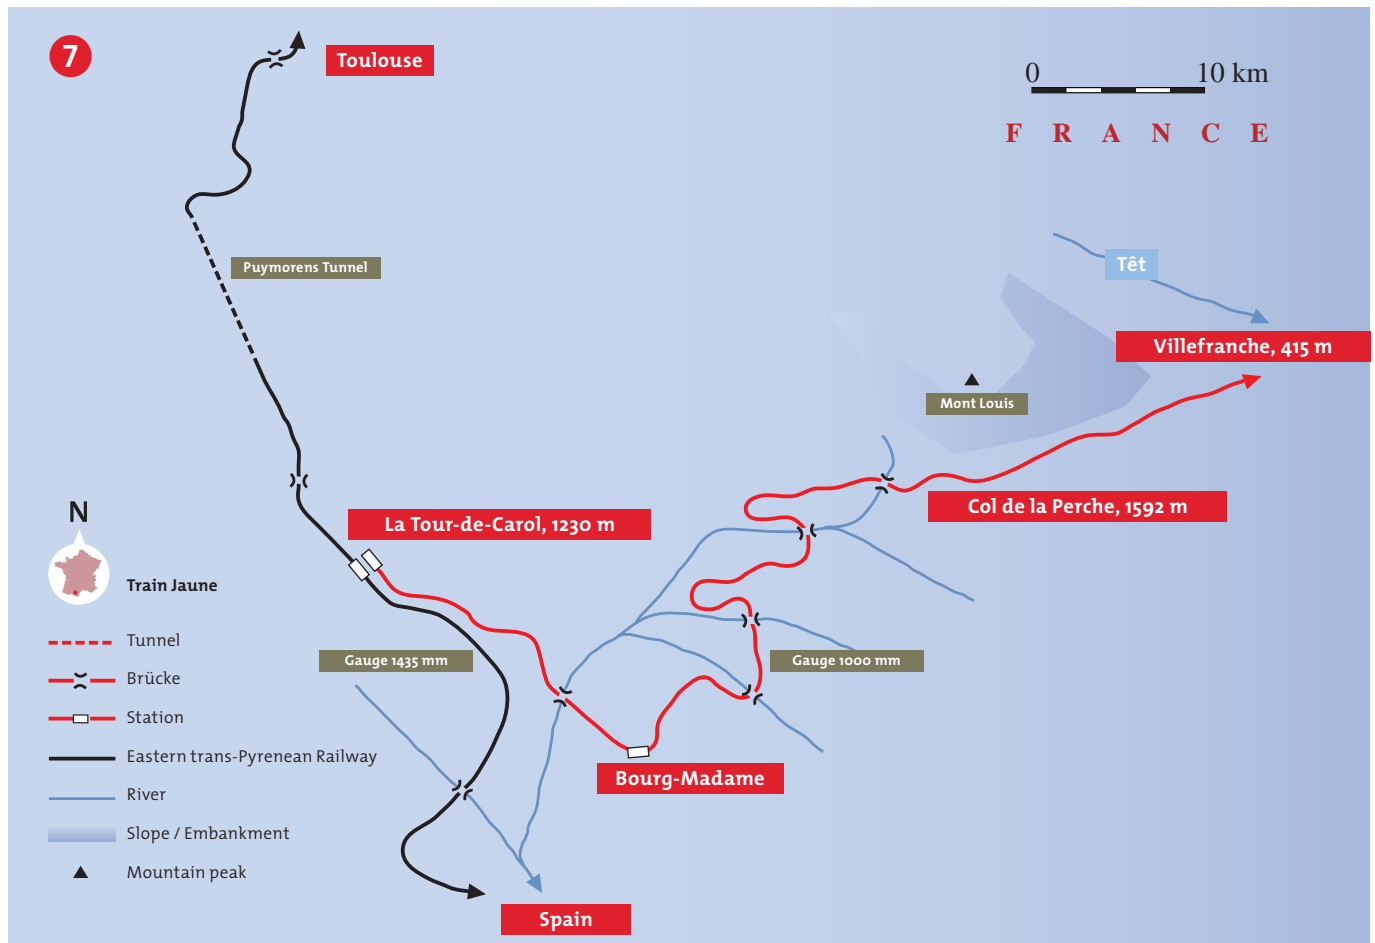 7
Toulouse
0 10 km
F R A N C E
Puymorens Tunnel
Têt
Villefranche, 415 m
Mont Louis
Col de la Perche, 1592 m
N
La Tour-de-Carol, 1230 m
Train Jaune
Tunnel
Gauge 1435 mm
Gauge 1000 mm
Brücke
Station
Eastern trans-Pyrenean Railway
Bourg-Madame
River
Slope / Embankment
Mountain peak
Spain